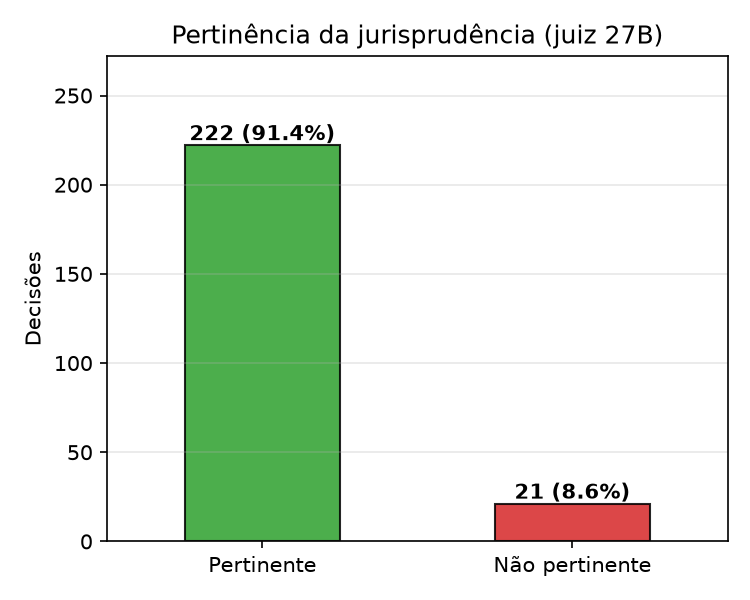 Pertinência da jurisprudência (juiz 27B)
250
200
150
100
50
0
Decisões
222 (91.4%)
21 (8.6%)
Pertinente
Não pertinente